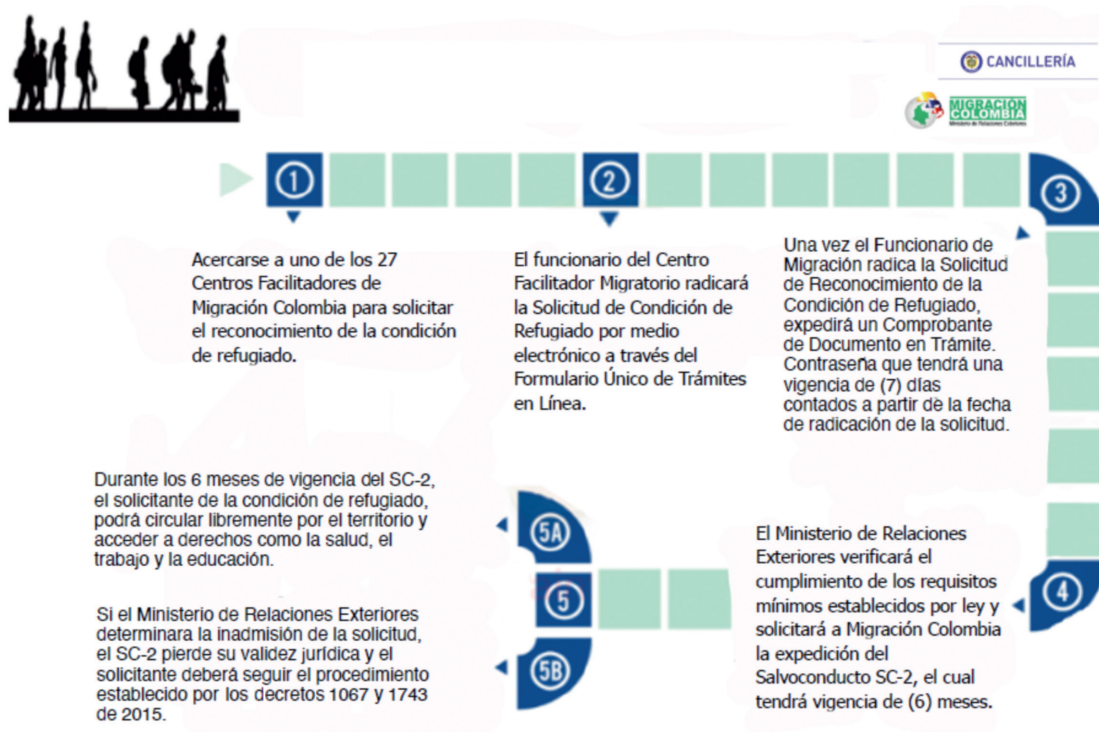 CANCILLERÍA
MIGRACIÓN
COLOMBIA
Ministerio de Relaciones Exteriores
1
2
3
Acercarse a uno de los 27
Centros Facilitadores de
Migración Colombia para solicitar
el reconocimiento de la condición
de refugiado.
El funcionario del Centro
Facilitador Migratorio radicará
la Solicitud de Condición de
Refugiado por medio
electrónico a través del
Formulario Único de Trámites
en Línea.
Una vez el Funcionario de
Migración radica la Solicitud
de Reconocimiento de la
Condición de Refugiado,
expedirá un Comprobante
de Documento en Trámite.
Contraseña que tendrá una
vigencia de (7) días
contados a partir de la fecha
de radicación de la solicitud.
4
El Ministerio de Relaciones
Exteriores verificará el
cumplimiento de los requisitos
mínimos establecidos por ley y
solicitará a Migración Colombia
la expedición del
Salvoconducto SC-2, el cual
tendrá vigencia de (6) meses.
5
5A
Durante los 6 meses de vigencia del SC-2,
el solicitante de la condición de refugiado,
podrá circular libremente por el territorio y
acceder a derechos como la salud, el
trabajo y la educación.
5B
Si el Ministerio de Relaciones Exteriores
determinara la inadmisión de la solicitud,
el SC-2 pierde su validez jurídica y el
solicitante deberá seguir el procedimiento
establecido por los decretos 1067 y 1743
de 2015.